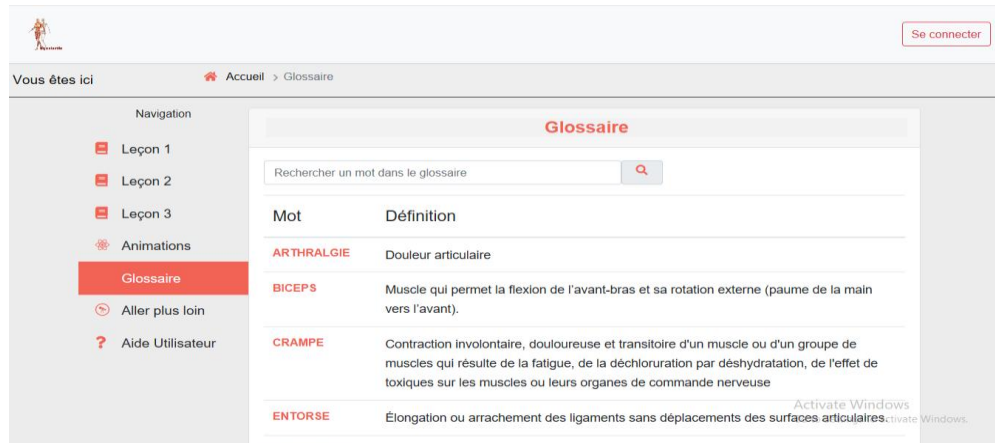 Se connecter
Vous êtes ici
Accueil > Glossaire
Navigation
Leçon 1
Leçon 2
Leçon 3
Animations
Glossaire
Aller plus loin
Aide Utilisateur
Glossaire
Rechercher un mot dans le glossaire
Mot Définition
ARTHRALGIE Douleur articulaire
BICEPS Muscle qui permet la flexion de l'avant-bras et sa rotation externe (paume de la main
vers l'avant).
CRAMPE Contraction involontaire, douloureuse et transitoire d'un muscle ou d'un groupe de
muscles qui résulte de la fatigue, de la déchloruration par déshydratation, de l'effet de
toxiques sur les muscles ou leurs organes de commande nerveuse
Activate Windows
ENTORSE Élongation ou arrachement des ligaments sans déplacements des surfaces articulaires.